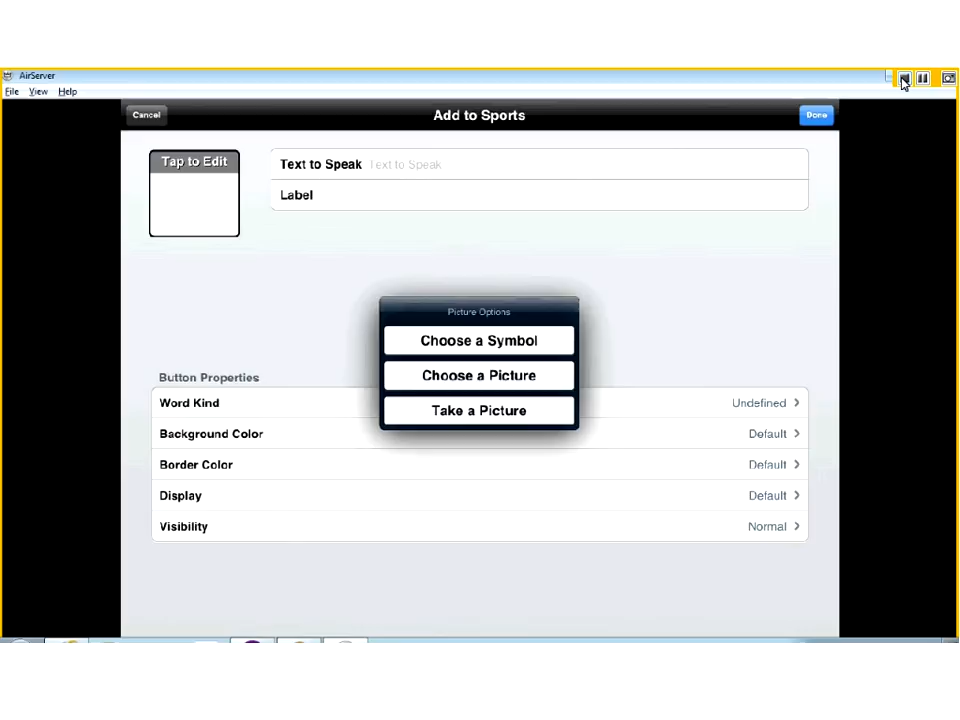 AirServer
File View Help
Cancel
Add to Sports
Done
Tap to Edit
Text to Speak Text to Speak
Label
Picture Options
Choose a Symbol
Choose a Picture
Take a Picture
Button Properties
Word Kind Undefined
Background Color Default
Border Color Default
Display Default
Visibility Normal